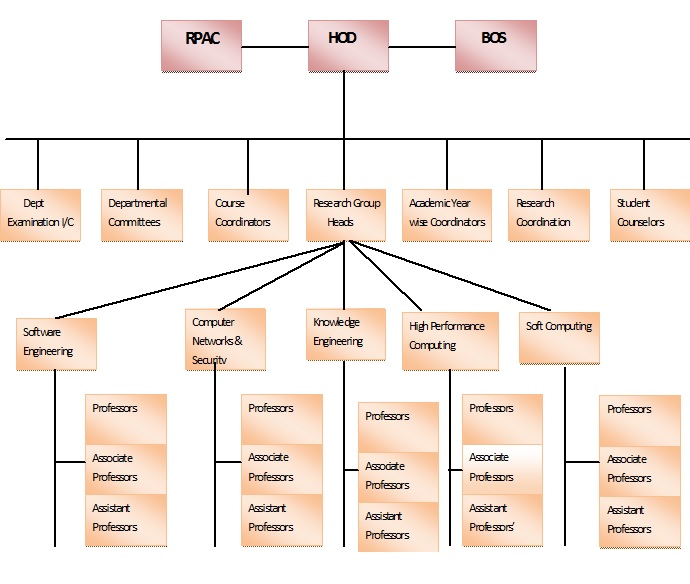 RPAC
HOD
BOS
Dept
Examination I/C
Departmental
Committees
Course
Coordinators
Research Group
Heads
Academic Year
wise Coordinators
Research
Coordination
Student
Counselors
Software
Engineering
Computer
Networks &
Security
Knowledge
Engineering
High Performance
Computing
Soft Computing
Professors
Associate
Professors
Assistant
Professors
Professors
Associate
Professors
Assistant
Professors
Professors
Associate
Professors
Assistant
Professors
Professors
Associate
Professors
Assistant
Professors'
Professors
Associate
Professors
Assistant
Professors